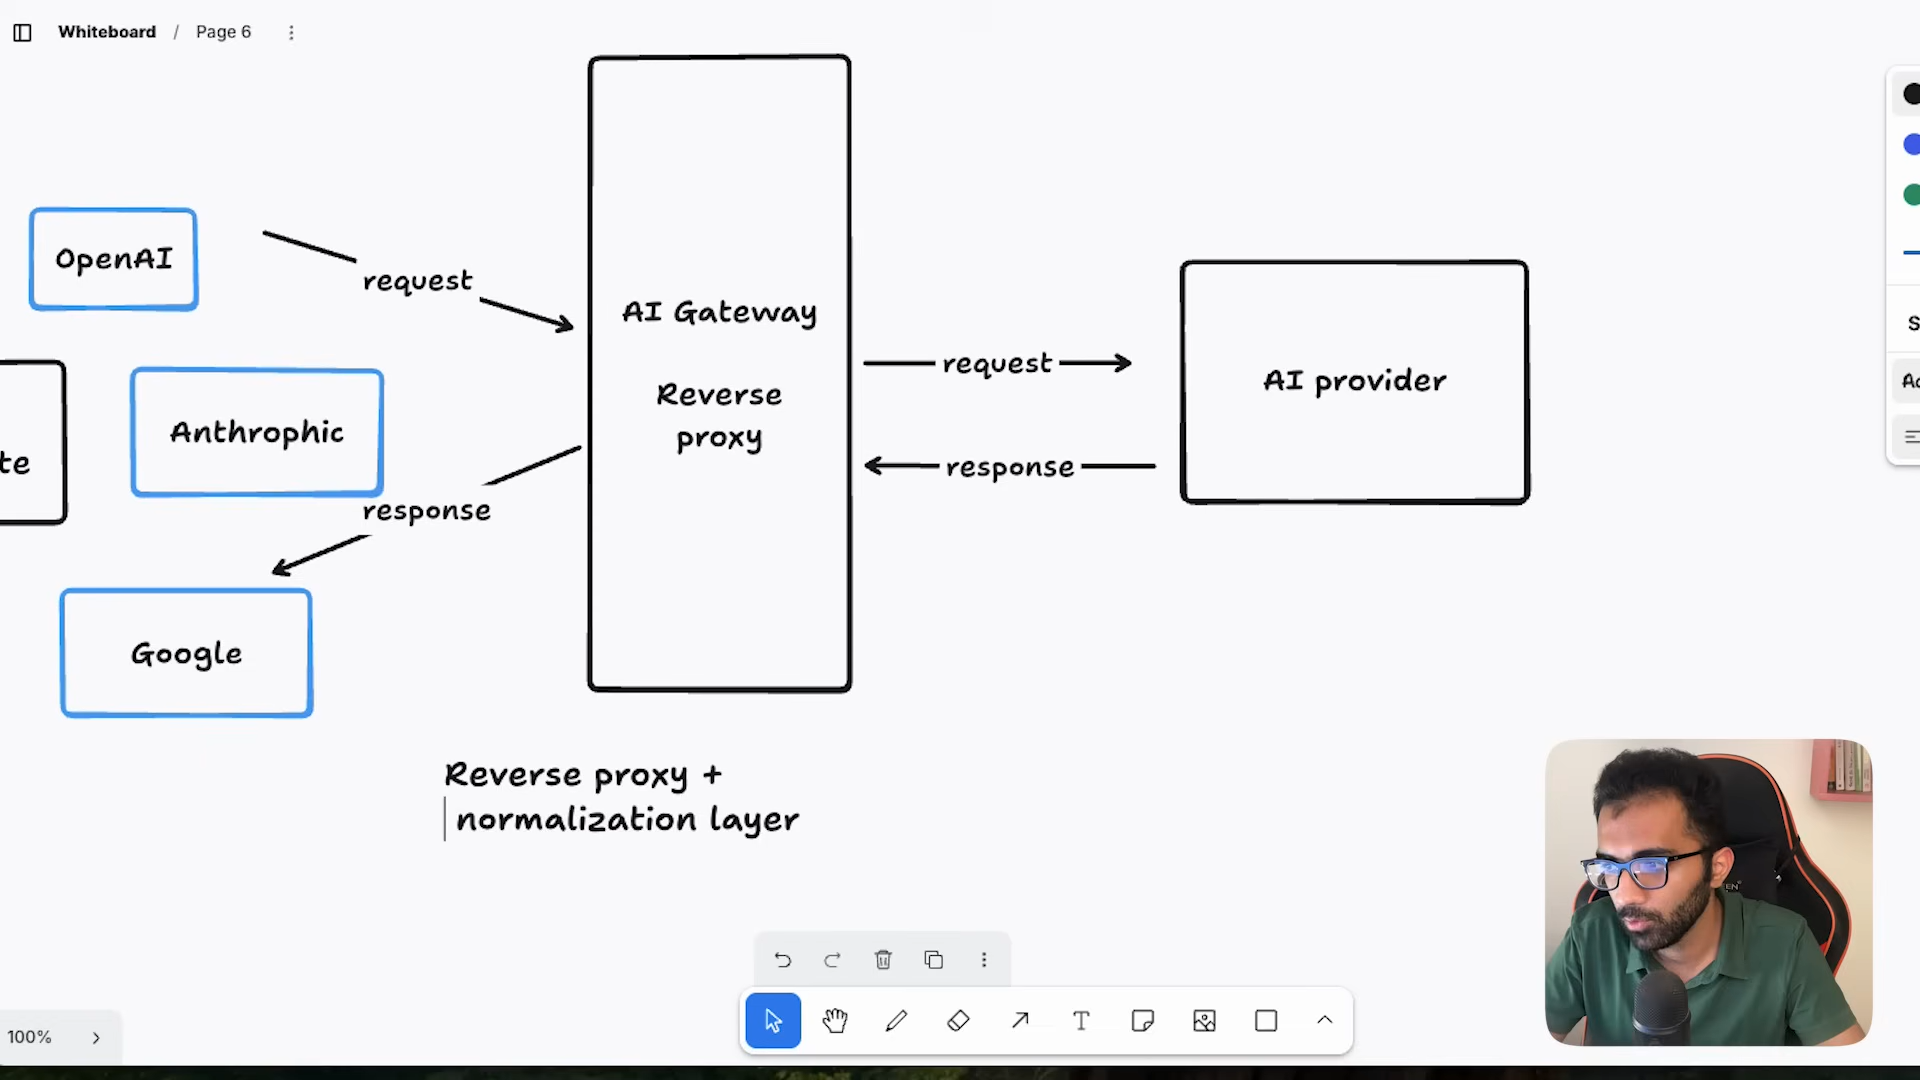 Whiteboard / Page 6
OpenAI
request
AI Gateway
Reverse
proxy
request
AI provider
Anthrophic
te
response
response
Google
Reverse proxy +
normalization layer
100%